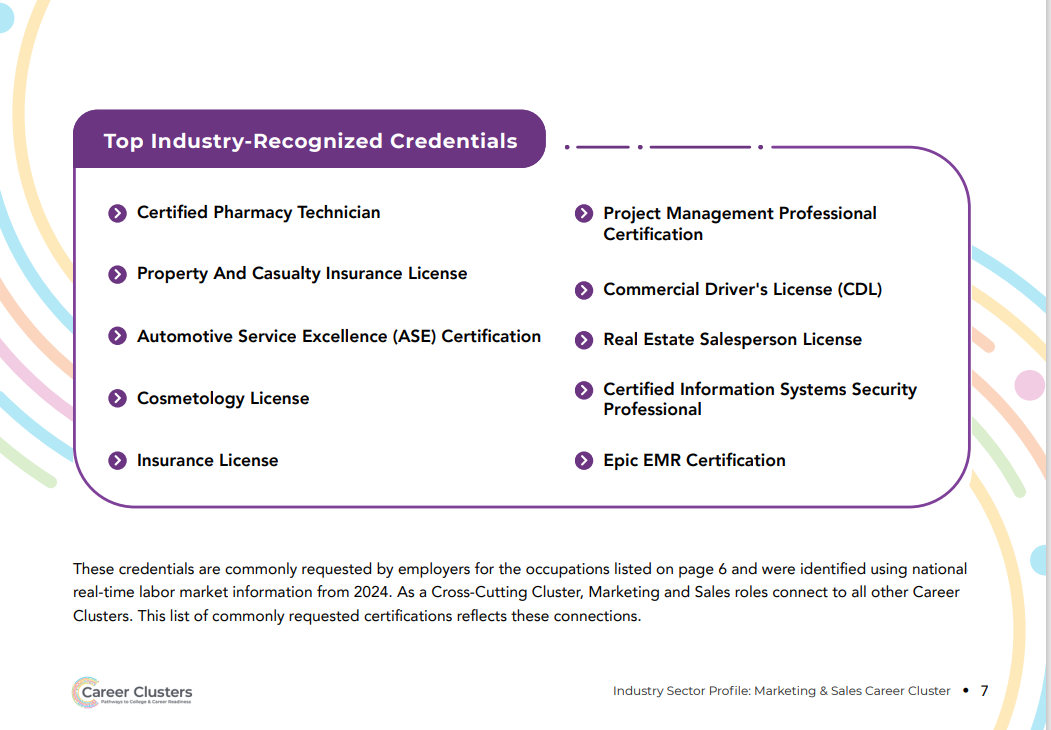 Top Industry-Recognized Credentials
Certified Pharmacy Technician
Property And Casualty Insurance License
Automotive Service Excellence (ASE) Certification
Cosmetology License
Insurance License
Project Management Professional
Certification
Commercial Driver's License (CDL)
Real Estate Salesperson License
Certified Information Systems Security
Professional
Epic EMR Certification
These credentials are commonly requested by employers for the occupations listed on page 6 and were identified using national
real-time labor market information from 2024. As a Cross-Cutting Cluster, Marketing and Sales roles connect to all other Career
Clusters. This list of commonly requested certifications reflects these connections.
Career Clusters
Pathways to College & Career Readiness
Industry Sector Profile: Marketing & Sales Career Cluster • 7